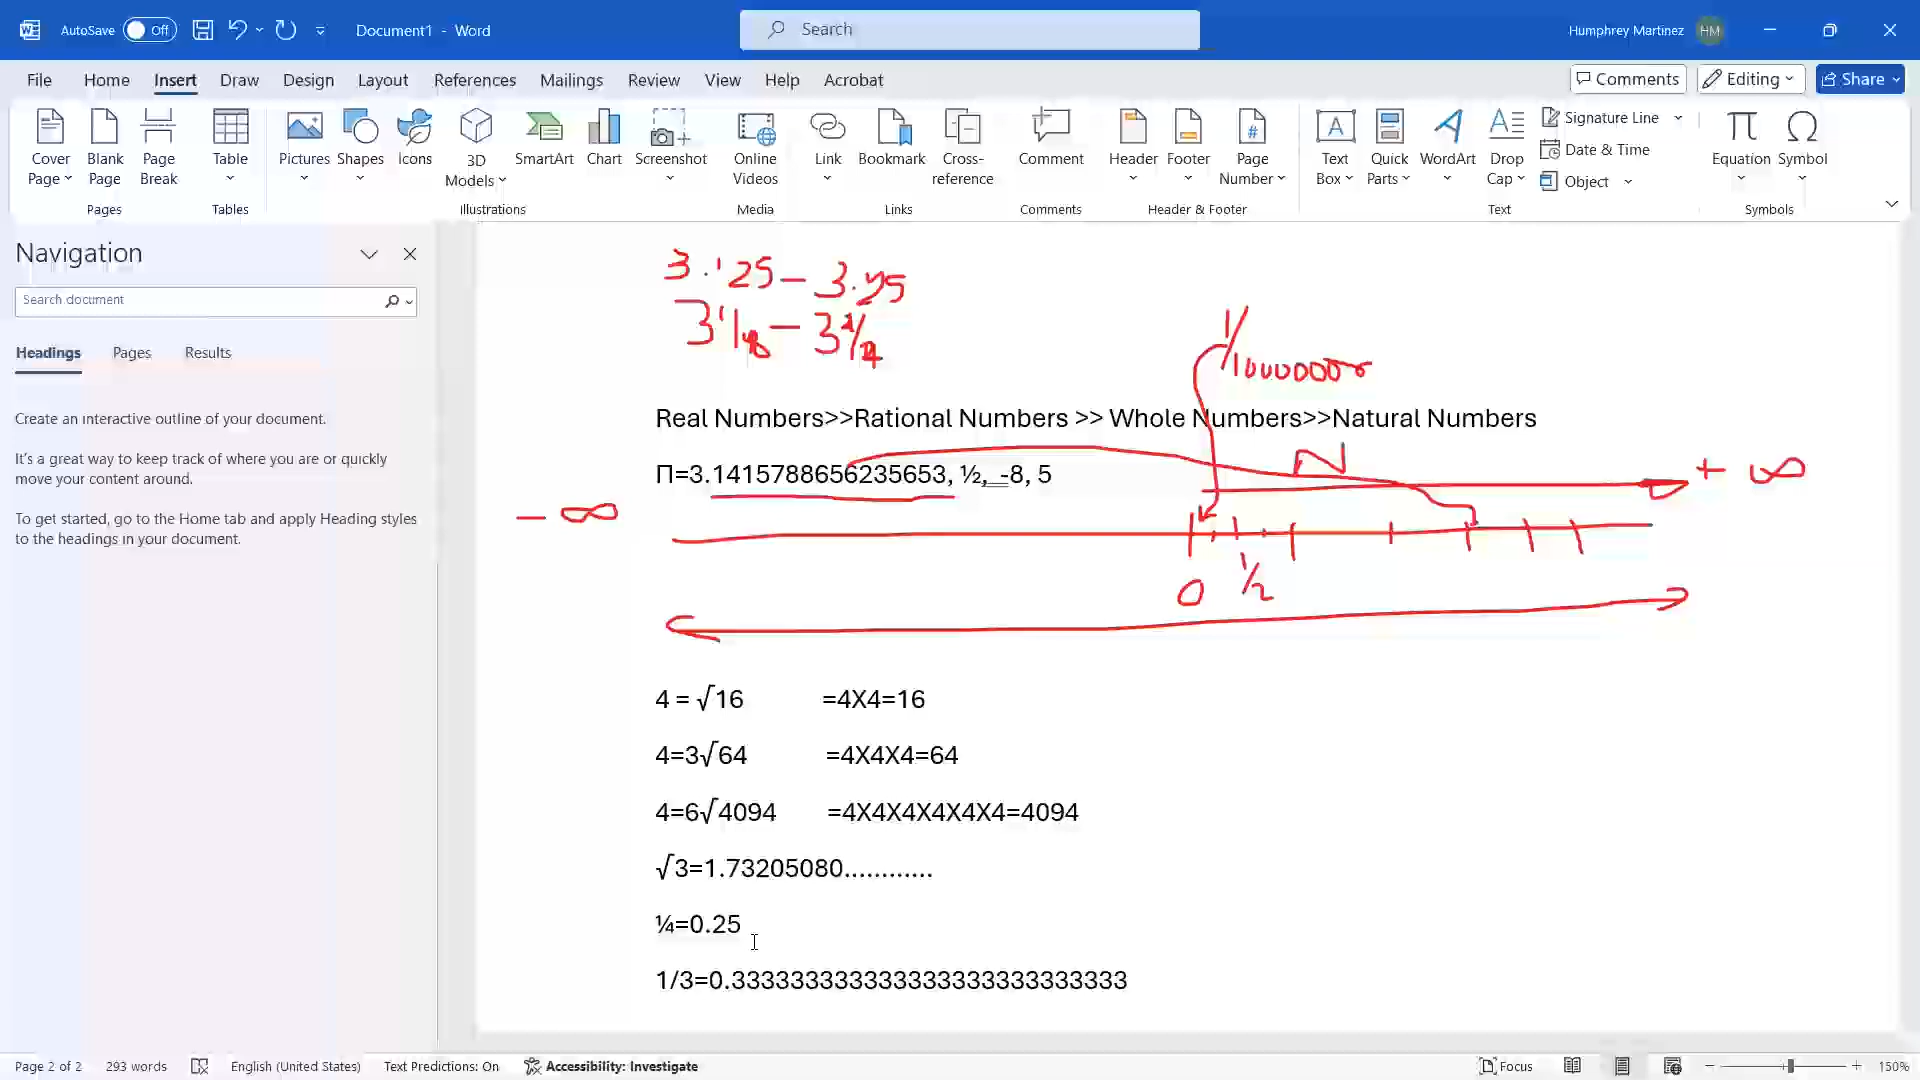 AutoSave Off Document1 - Word Search Humphrey Martinez HM
File Home Insert Draw Design Layout References Mailings Review View Help Acrobat Comments Editing Share
Cover Page Blank Page Page Break Table Pictures Shapes Icons 3D Models SmartArt Chart Screenshot Online Videos Link Bookmark Cross-reference Comment Header Footer Page Number Text Box Quick Parts WordArt Drop Cap Signature Line Date & Time Object Equation Symbol
Pages Tables Illustrations Media Links Comments Header & Footer Text Symbols
Navigation
Search document
Headings Pages Results
Create an interactive outline of your document.
It's a great way to keep track of where you are or quickly
move your content around.
To get started, go to the Home tab and apply Heading styles
to the headings in your document.
3.125 - 3.25
3 1/8 - 3 1/4
Real Numbers>>Rational Numbers >> Whole Numbers>>Natural Numbers
Π=3.1415788656235653, ½, -8, 5
N
+ ∞
- ∞
0 1/2
4 = √16 =4X4=16
4=3√64 =4X4X4=64
4=6√4094 =4X4X4X4X4X4=4094
√3=1.73205080............
¼=0.25
1/3=0.33333333333333333333333333333
Page 2 of 2 293 words English (United States) Text Predictions: On Accessibility: Investigate Focus 150%